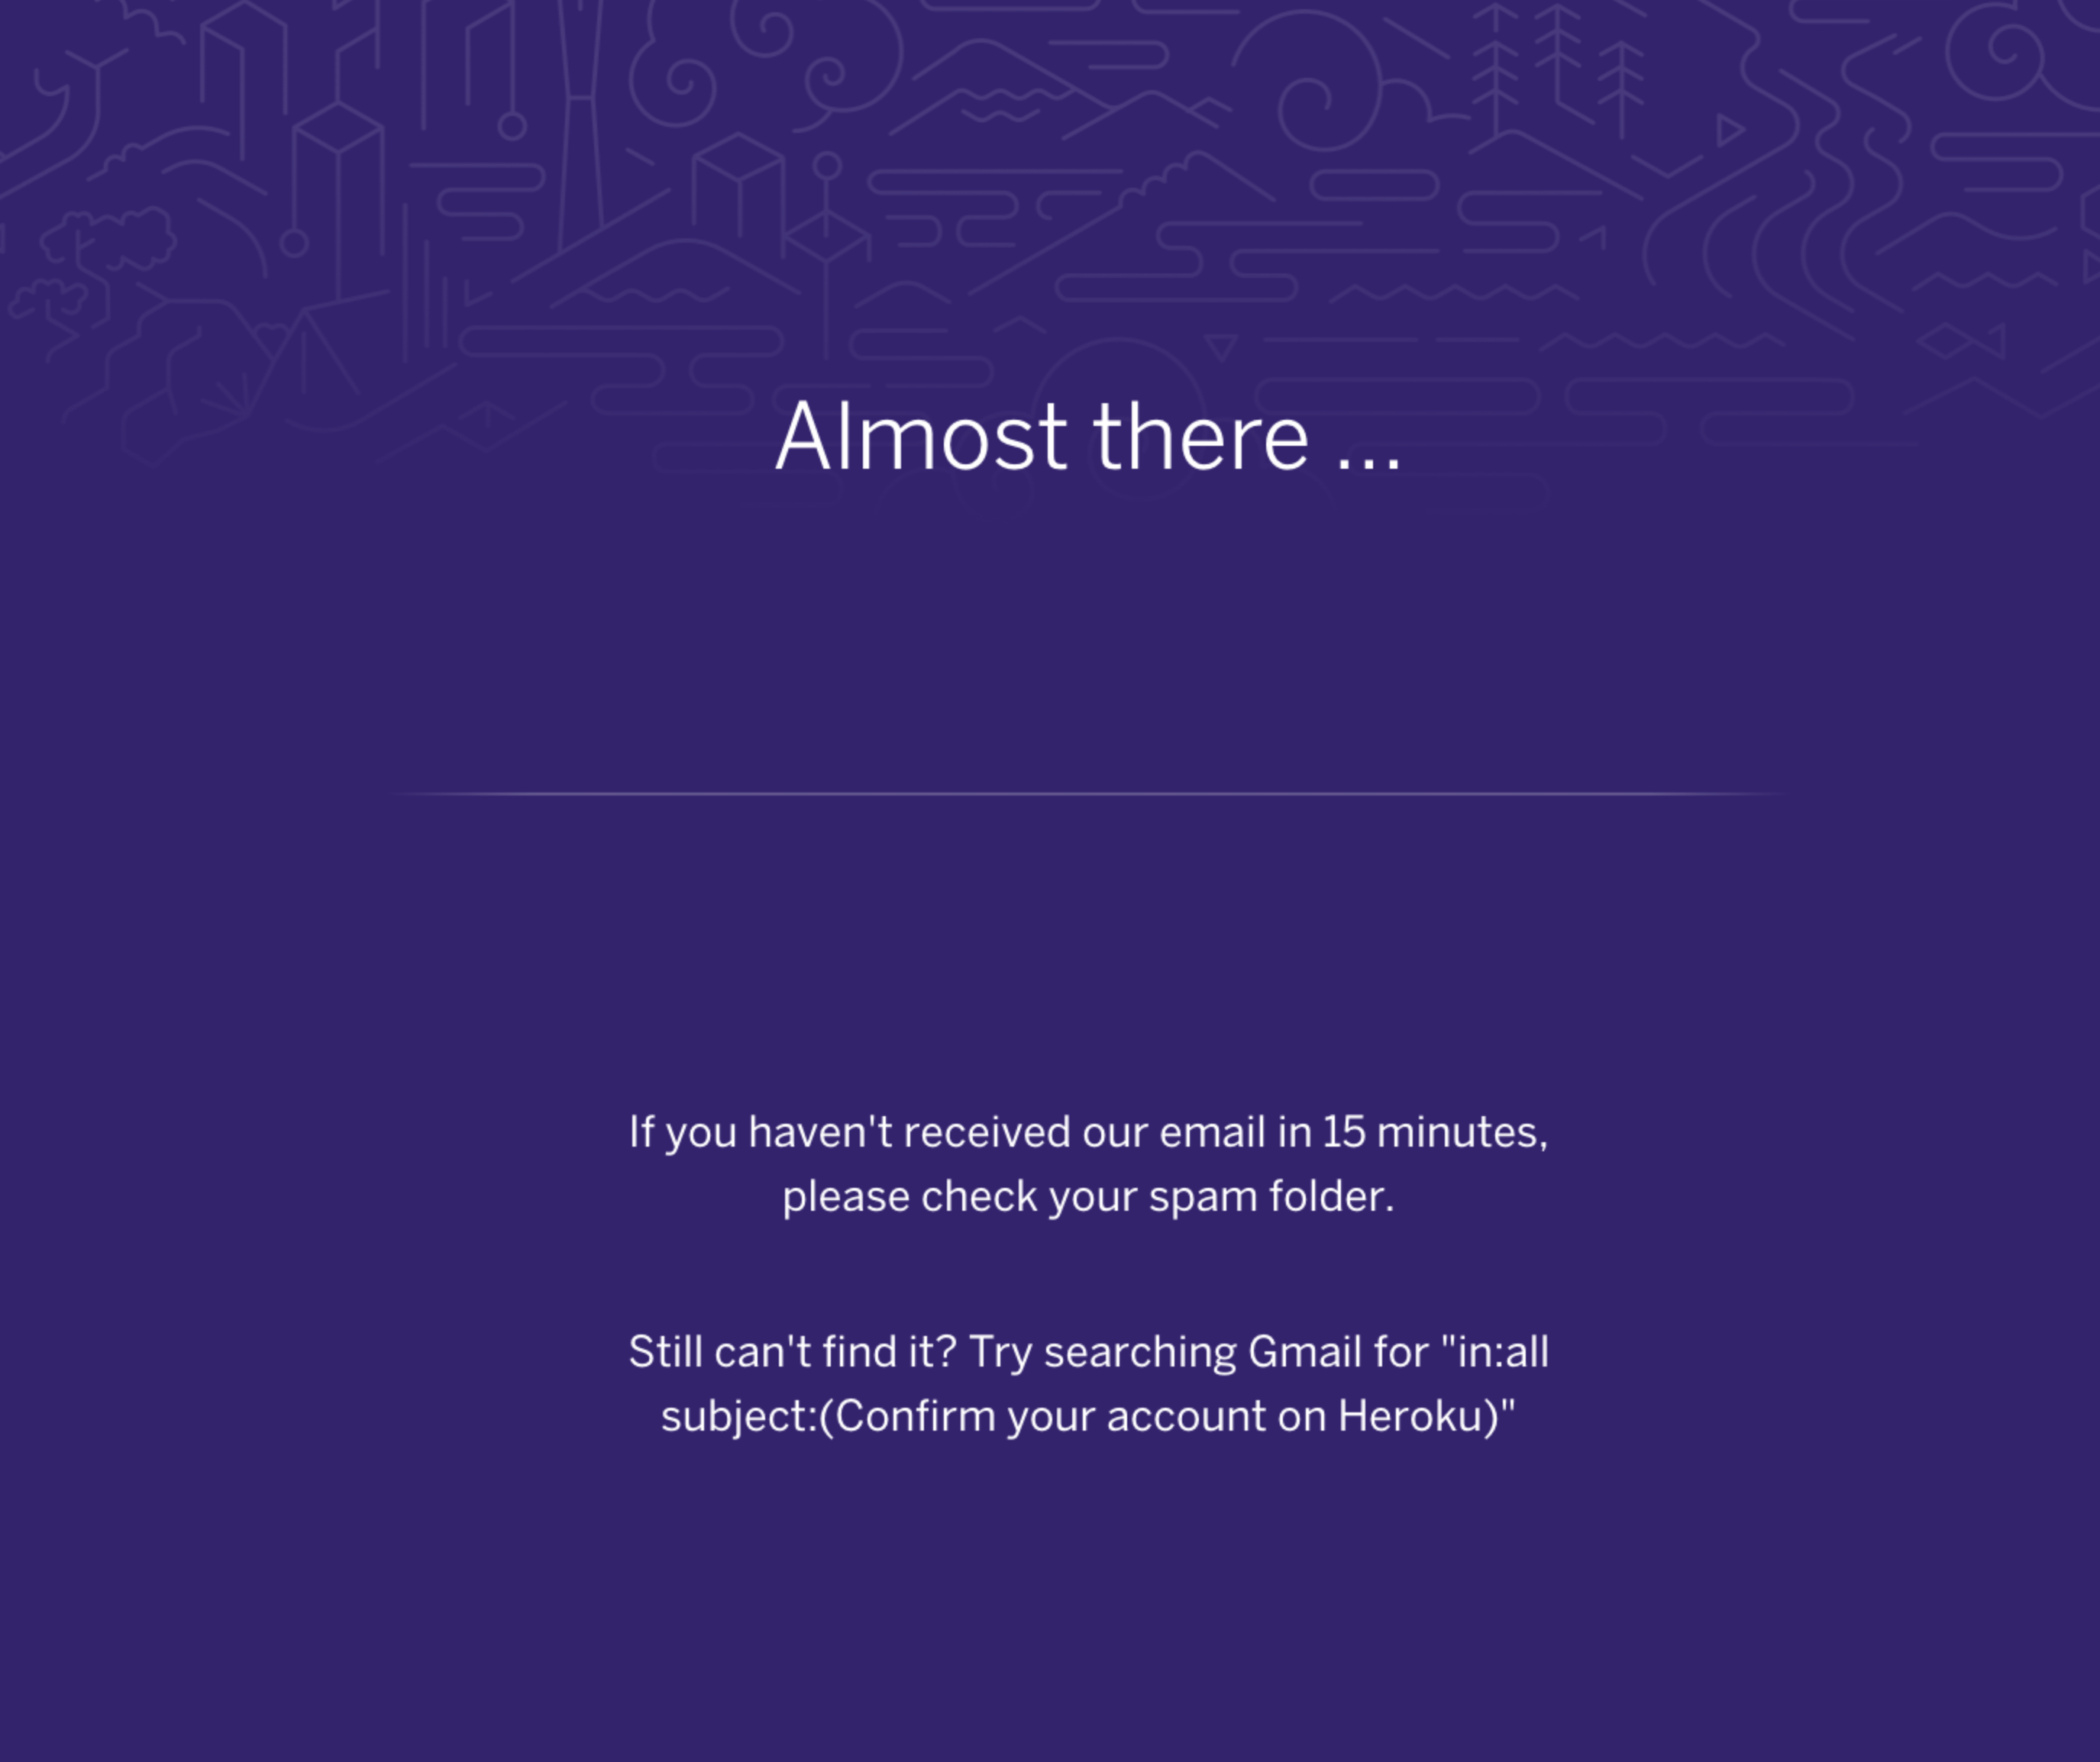 Almost there ...
If you haven't received our email in 15 minutes,
please check your spam folder.
Still can't find it? Try searching Gmail for "in:all
subject:(Confirm your account on Heroku)"